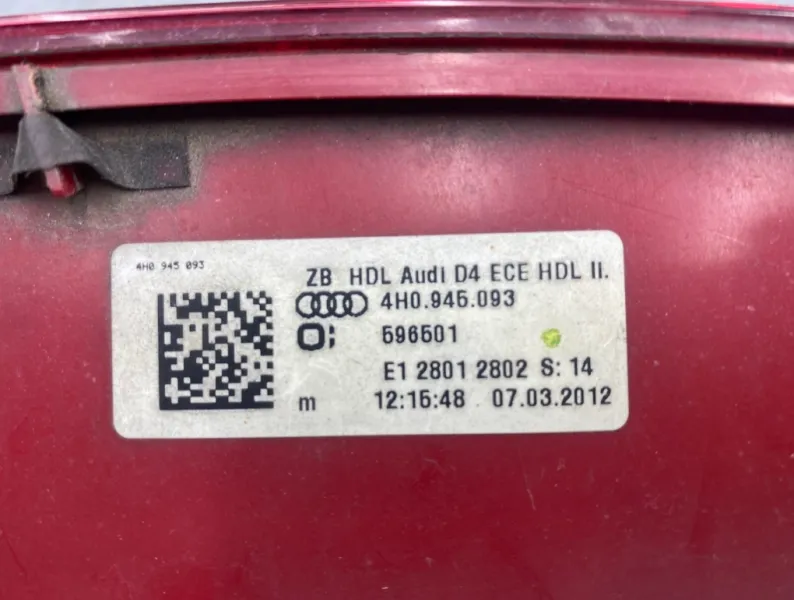 4H0 945 093
ZB HDL Audi D4 ECE HDL II.
4H0.945.093
596501
E1 2801 2802 S: 14
m 12:15:48 07.03.2012